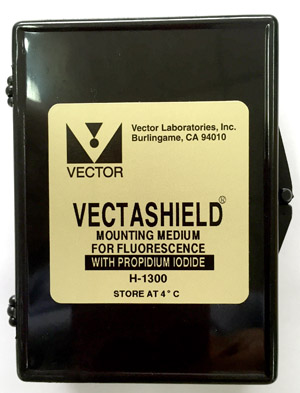 Vector Laboratories, Inc.
Burlingame, CA 94010
VECTOR
VECTASHIELD®
MOUNTING MEDIUM
FOR FLUORESCENCE
WITH PROPIDIUM IODIDE
H-1300
STORE AT 4° C